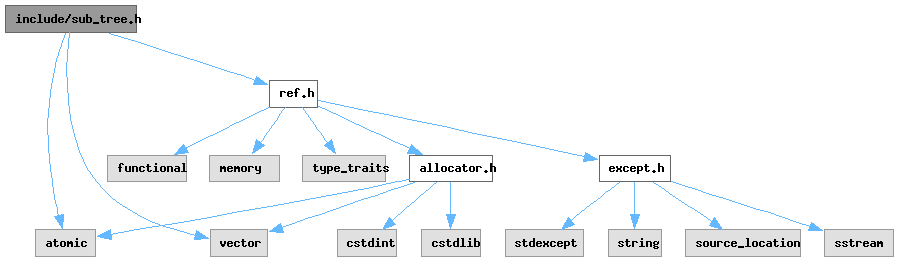 include/sub_tree.h
ref.h
functional
memory
type_traits
allocator.h
except.h
atomic
vector
cstdint
cstdlib
stdexcept
string
source_location
sstream